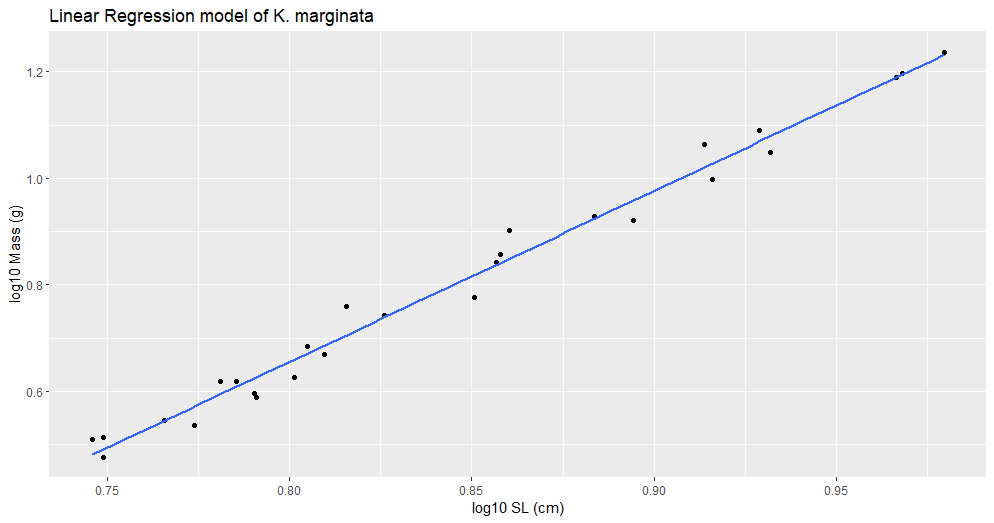 Linear Regression model of K. marginata
log10 Mass (g)
1.2
1.0
0.8
0.6
0.75 0.80 0.85 0.90 0.95
log10 SL (cm)